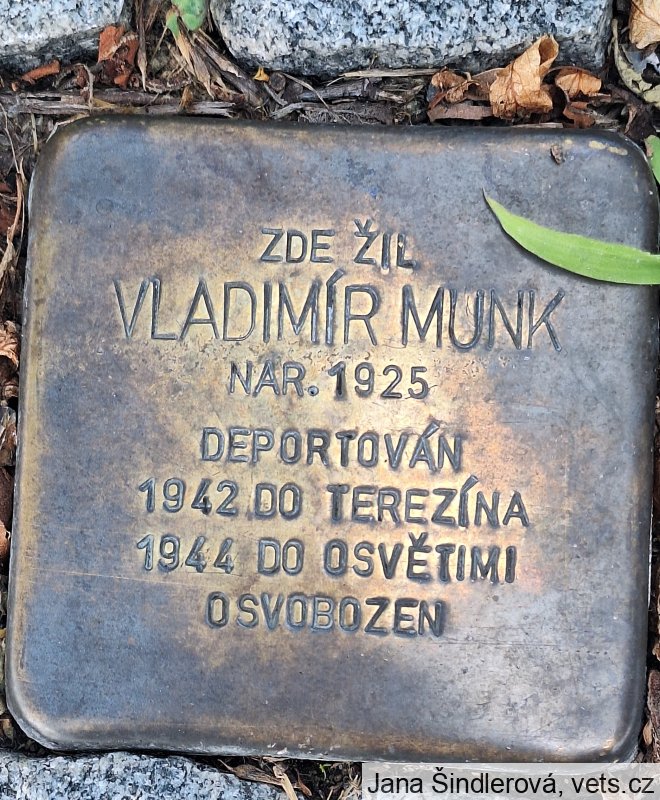 ZDE ŽIL
VLADIMÍR MUNK
NAR. 1925
DEPORTOVÁN
1942 DO TEREZÍNA
1944 DO OSVĚTIMI
OSVOBOZEN
Jana Šindlerová, vets.cz